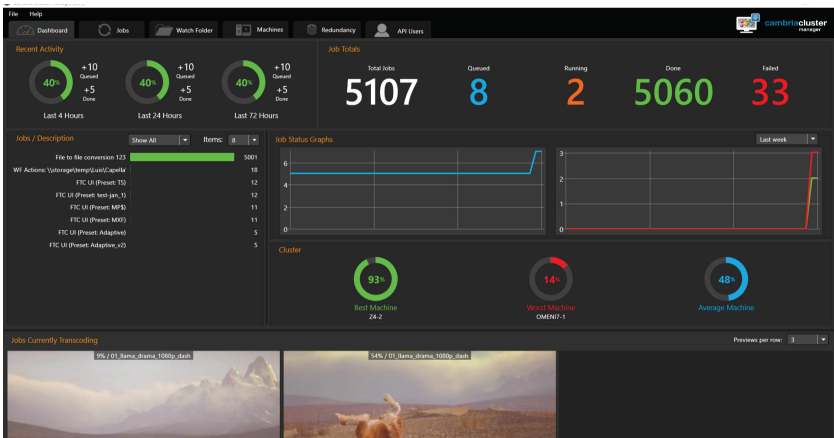 File Help
Dashboard Jobs Watch Folder Machines Redundancy API Users
cambriacluster
manager
Recent Activity
40% +10 Queued +5 Done
Last 4 Hours
40% +10 Queued +5 Done
Last 24 Hours
40% +10 Queued +5 Done
Last 72 Hours
Job Totals
Total Jobs Queued Running Done Failed
5107 8 2 5060 33
Jobs / Description Show All Items: 8
File to file conversion 123 5001
WF Actions: '\\storage\temp\Luis\Capella' 18
FTC UI (Preset: TS) 12
FTC UI (Preset: test-jan_1) 12
FTC UI (Preset: MP$) 11
FTC UI (Preset: MXF) 11
FTC UI (Preset: Adaptive) 5
FTC UI (Preset: Adaptive_v2) 5
Job Status Graphs Last week
6
4
2
0
3
2
1
0
Cluster
93% 14% 48%
Best Machine Worst Machine Average Machine
Z4-2 OMENI7-1
Jobs Currently Transcoding Previews per row: 3
9% / 01_llama_drama_1080p_dash 54% / 01_llama_drama_1080p_dash